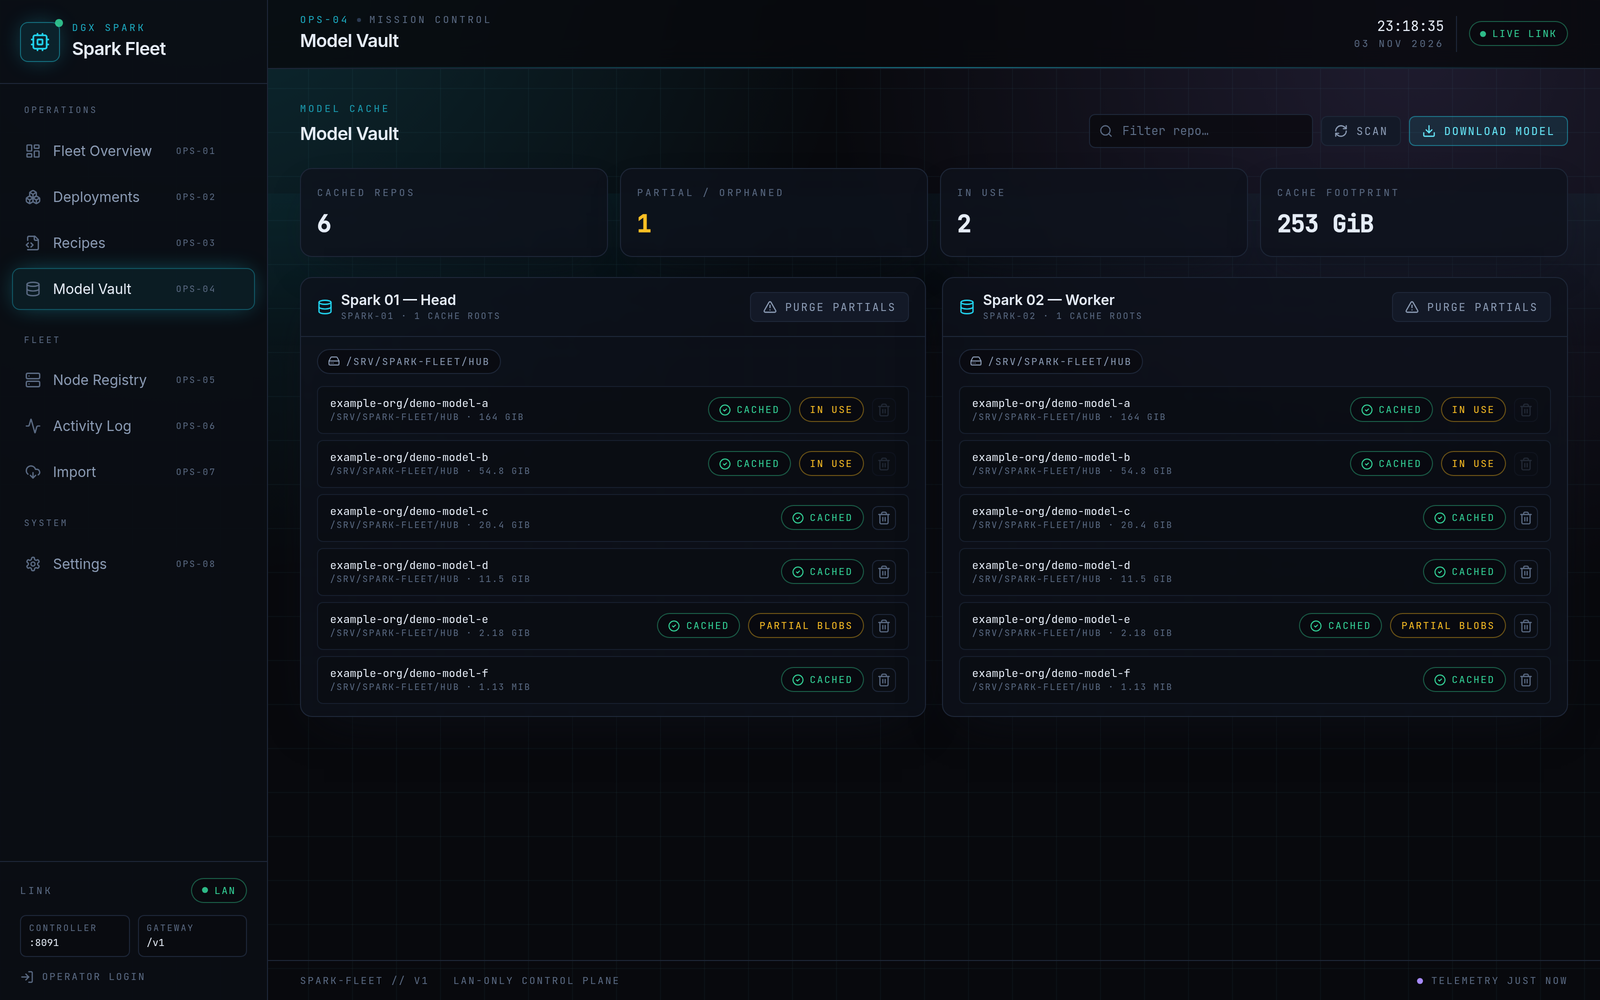 DGX SPARK
Spark Fleet
OPERATIONS
Fleet Overview OPS-01
Deployments OPS-02
Recipes OPS-03
Model Vault OPS-04
FLEET
Node Registry OPS-05
Activity Log OPS-06
Import OPS-07
SYSTEM
Settings OPS-08
LINK LAN
CONTROLLER
:8091
GATEWAY
/v1
OPERATOR LOGIN
OPS-04 MISSION CONTROL
Model Vault
23:18:35
03 NOV 2026
LIVE LINK
MODEL CACHE
Model Vault
Filter repo…
SCAN
DOWNLOAD MODEL
CACHED REPOS
6
PARTIAL / ORPHANED
1
IN USE
2
CACHE FOOTPRINT
253 GiB
Spark 01 — Head
SPARK-01 · 1 CACHE ROOTS
PURGE PARTIALS
/SRV/SPARK-FLEET/HUB
example-org/demo-model-a
/SRV/SPARK-FLEET/HUB · 164 GIB
CACHED IN USE
example-org/demo-model-b
/SRV/SPARK-FLEET/HUB · 54.8 GIB
CACHED IN USE
example-org/demo-model-c
/SRV/SPARK-FLEET/HUB · 20.4 GIB
CACHED
example-org/demo-model-d
/SRV/SPARK-FLEET/HUB · 11.5 GIB
CACHED
example-org/demo-model-e
/SRV/SPARK-FLEET/HUB · 2.18 GIB
CACHED PARTIAL BLOBS
example-org/demo-model-f
/SRV/SPARK-FLEET/HUB · 1.13 MIB
CACHED
Spark 02 — Worker
SPARK-02 · 1 CACHE ROOTS
PURGE PARTIALS
/SRV/SPARK-FLEET/HUB
example-org/demo-model-a
/SRV/SPARK-FLEET/HUB · 164 GIB
CACHED IN USE
example-org/demo-model-b
/SRV/SPARK-FLEET/HUB · 54.8 GIB
CACHED IN USE
example-org/demo-model-c
/SRV/SPARK-FLEET/HUB · 20.4 GIB
CACHED
example-org/demo-model-d
/SRV/SPARK-FLEET/HUB · 11.5 GIB
CACHED
example-org/demo-model-e
/SRV/SPARK-FLEET/HUB · 2.18 GIB
CACHED PARTIAL BLOBS
example-org/demo-model-f
/SRV/SPARK-FLEET/HUB · 1.13 MIB
CACHED
SPARK-FLEET // V1 LAN-ONLY CONTROL PLANE
TELEMETRY JUST NOW